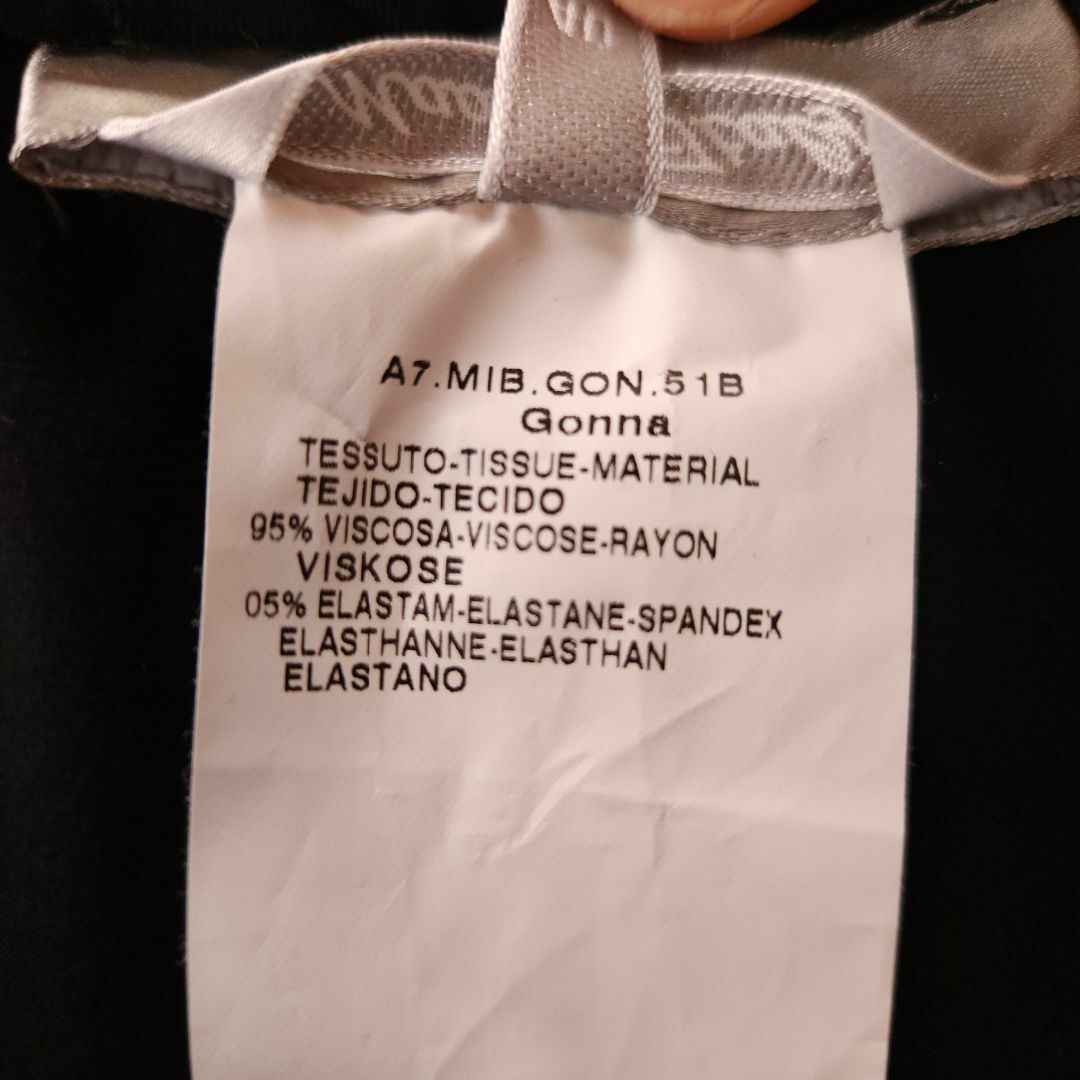 A7.MIB.GON.51B
Gonna
TESSUTO-TISSUE-MATERIAL
TEJIDO-TECIDO
95% VISCOSA-VISCOSE-RAYON
VISKOSE
05% ELASTAM-ELASTANE-SPANDEX
ELASTHANNE-ELASTHAN
ELASTANO